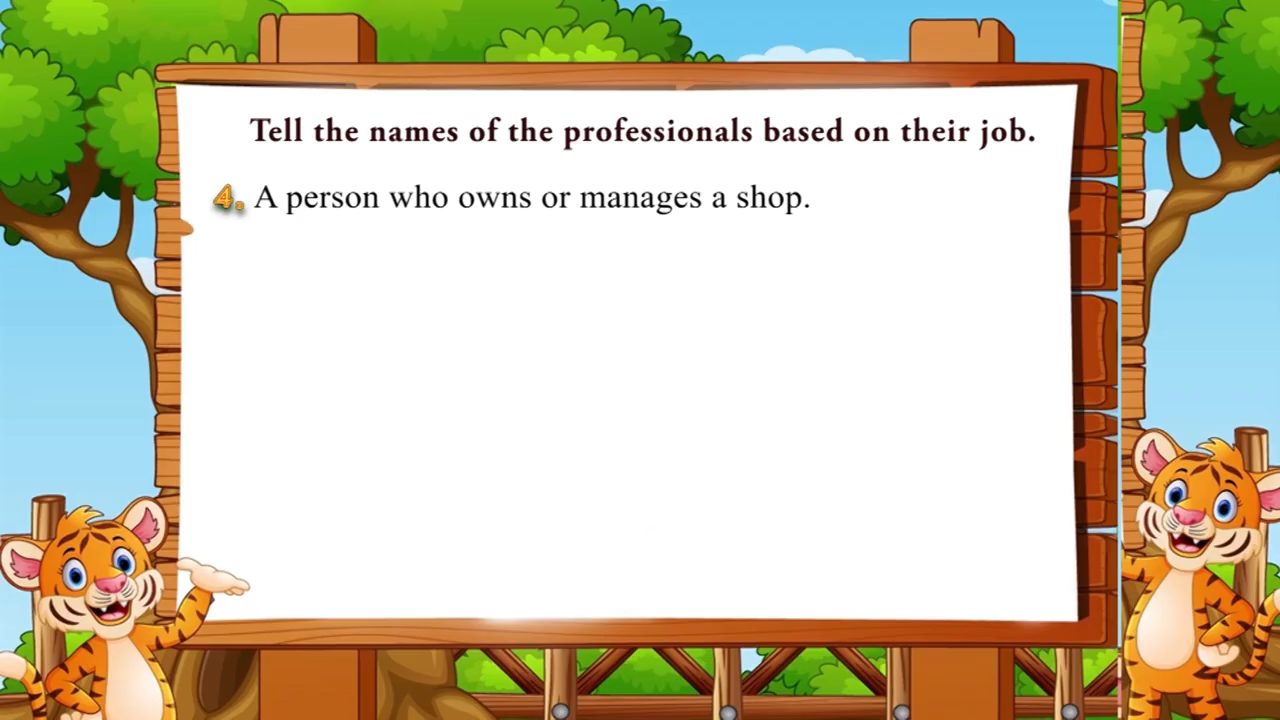 Tell the names of the professionals based on their job.
4. A person who owns or manages a shop.